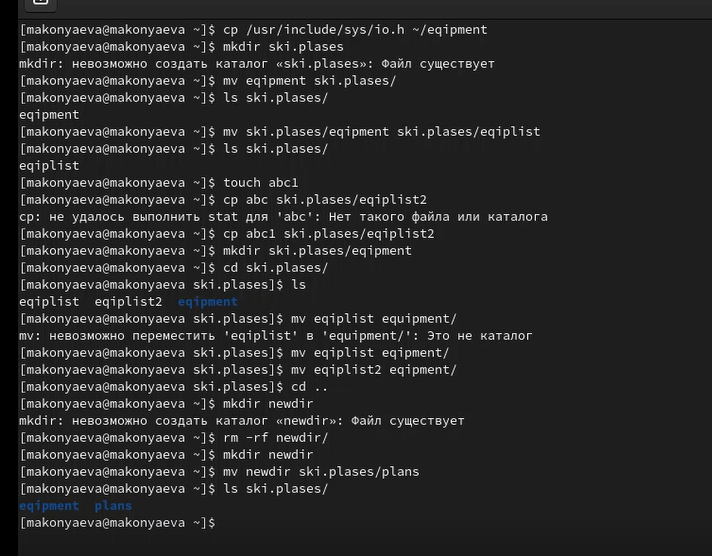 [makonyaeva@makonyaeva ~]$ cp /usr/include/sys/io.h ~/eqipment
[makonyaeva@makonyaeva ~]$ mkdir ski.plases
mkdir: невозможно создать каталог «ski.plases»: Файл существует
[makonyaeva@makonyaeva ~]$ mv eqipment ski.plases/
[makonyaeva@makonyaeva ~]$ ls ski.plases/
eqipment
[makonyaeva@makonyaeva ~]$ mv ski.plases/eqipment ski.plases/eqiplist
[makonyaeva@makonyaeva ~]$ ls ski.plases/
eqiplist
[makonyaeva@makonyaeva ~]$ touch abc1
[makonyaeva@makonyaeva ~]$ cp abc ski.plases/eqiplist2
cp: не удалось выполнить stat для 'abc': Нет такого файла или каталога
[makonyaeva@makonyaeva ~]$ cp abc1 ski.plases/eqiplist2
[makonyaeva@makonyaeva ~]$ mkdir ski.plases/eqipment
[makonyaeva@makonyaeva ~]$ cd ski.plases/
[makonyaeva@makonyaeva ski.plases]$ ls
eqiplist  eqiplist2  eqipment
[makonyaeva@makonyaeva ski.plases]$ mv eqiplist equipment/
mv: невозможно переместить 'eqiplist' в 'equipment/': Это не каталог
[makonyaeva@makonyaeva ski.plases]$ mv eqiplist eqipment/
[makonyaeva@makonyaeva ski.plases]$ mv eqiplist2 eqipment/
[makonyaeva@makonyaeva ski.plases]$ cd ..
[makonyaeva@makonyaeva ~]$ mkdir newdir
mkdir: невозможно создать каталог «newdir»: Файл существует
[makonyaeva@makonyaeva ~]$ rm -rf newdir/
[makonyaeva@makonyaeva ~]$ mkdir newdir
[makonyaeva@makonyaeva ~]$ mv newdir ski.plases/plans
[makonyaeva@makonyaeva ~]$ ls ski.plases/
eqipment  plans
[makonyaeva@makonyaeva ~]$